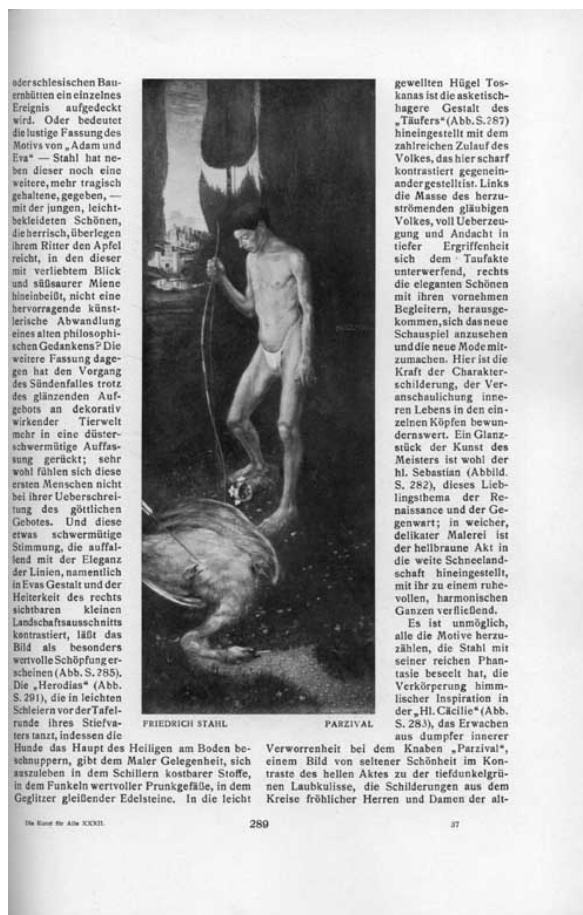 oder schlesischen Bau-
ernhütten ein einzelnes
Ereignis aufgedeckt
wird. Oder bedeutet
die lustige Fassung des
Motivs von „Adam und
Eva“ — Stahl hat ne-
ben dieser noch eine
weitere, mehr tragisch
gehaltene, gegeben, —
mit der jungen, leicht-
bekleideten Schönen,
die herrisch, überlegen
ihrem Ritter den Apfel
reicht, in den dieser
mit verliebtem Blick
und süßsaurer Miene
hineinbeißt, nicht eine
hervorragende künst-
lerische Abwandlung
eines alten philosophi-
schen Gedankens? Die
weitere Fassung dage-
gen hat den Vorgang
des Sündenfalles trotz
des glänzenden Auf-
gebots an dekorativ
wirkender Tierwelt
mehr in eine düster-
schwermütige Auffas-
sung gerückt; sehr
wohl fühlen sich diese
ersten Menschen nicht
bei ihrer Ueberschrei-
tung des göttlichen
Gebotes. Und diese
etwas schwermütige
Stimmung, die auffal-
lend mit der Eleganz
der Linien, namentlich
in Evas Gestalt und der
Heiterkeit des rechts
sichtbaren kleinen
Landschaftsausschnitts
kontrastiert, läßt das
Bild als besonders
wertvolle Schöpfung er-
scheinen (Abb. S. 285).
Die „Herodias“ (Abb.
S. 291), die in leichten
Schleiern vor der Tafel-
runde ihres Stiefva-
ters tanzt, indessen die
Hunde das Haupt des Heiligen am Boden be-
schnuppern, gibt dem Maler Gelegenheit, sich
auszuleben in dem Schillern kostbarer Stoffe,
in dem Funkeln wertvoller Prunkgefäße, in dem
Geglitzer gleißender Edelsteine. In die leicht
FRIEDRICH STAHL
PARZIVAL
gewellten Hügel Tos-
kanas ist die asketisch-
hagere Gestalt des
„Täufers“ (Abb. S. 287)
hineingestellt mit dem
zahlreichen Zulauf des
Volkes, das hier scharf
kontrastiert gegenein-
ander gestellt ist. Links
die Masse des herzu-
strömenden gläubigen
Volkes, voll Ueberzeu-
gung und Andacht in
tiefer Ergriffenheit
sich dem Taufakte
unterwerfend, rechts
die eleganten Schönen
mit ihren vornehmen
Begleitern, herausge-
kommen, sich das neue
Schauspiel anzusehen
und die neue Mode mit-
zumachen. Hier ist die
Kraft der Charakter-
schilderung, der Ver-
anschaulichung inne-
ren Lebens in den ein-
zelnen Köpfen bewun-
dernswert. Ein Glanz-
stück der Kunst des
Meisters ist wohl der
hl. Sebastian (Abbild.
S. 282), dieses Lieb-
lingsthema der Re-
naissance und der Ge-
genwart; in weicher,
delikater Malerei ist
der hellbraune Akt in
die weite Schneeland-
schaft hineingestellt,
mit ihr zu einem ruhe-
vollen, harmonischen
Ganzen verfließend.
Es ist unmöglich,
alle die Motive herzu-
zählen, die Stahl mit
seiner reichen Phan-
tasie beseelt hat, die
Verkörperung himm-
lischer Inspiration in
der „Hl. Cäcilie“ (Abb.
S. 283), das Erwachen
aus dumpfer innerer
Verworrenheit bei dem Knaben „Parzival“,
einem Bild von seltener Schönheit im Kon-
traste des hellen Aktes zu der tiefdunkelgrü-
nen Laubkulisse, die Schilderungen aus dem
Kreise fröhlicher Herren und Damen der alt-
Die Kunst für Alle XXXII.
289
37